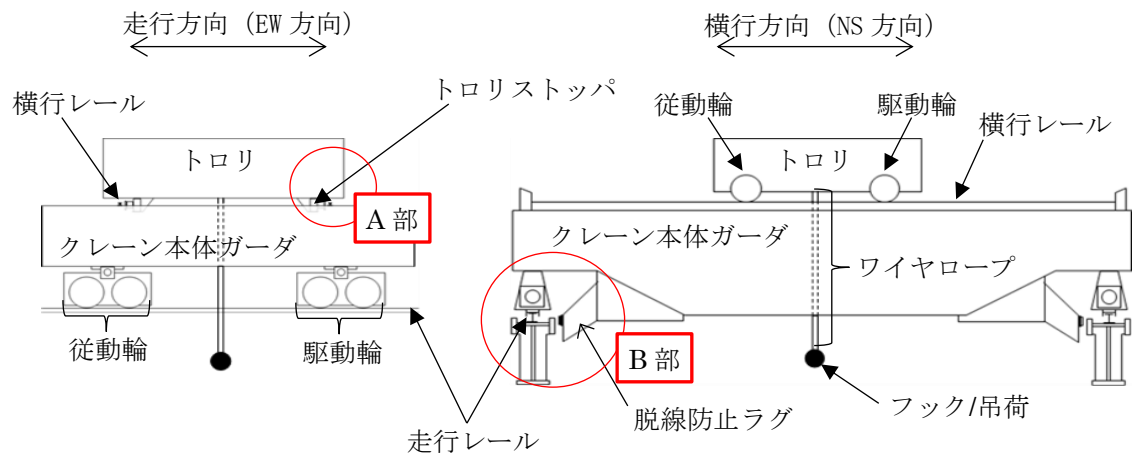 走行方向（EW 方向）
横行レール
トロリストッパ
トロリ
A 部
クレーン本体ガーダ
従動輪
駆動輪
走行レール
横行方向（NS 方向）
従動輪
駆動輪
横行レール
トロリ
クレーン本体ガーダ
ワイヤロープ
B 部
脱線防止ラグ
フック/吊荷